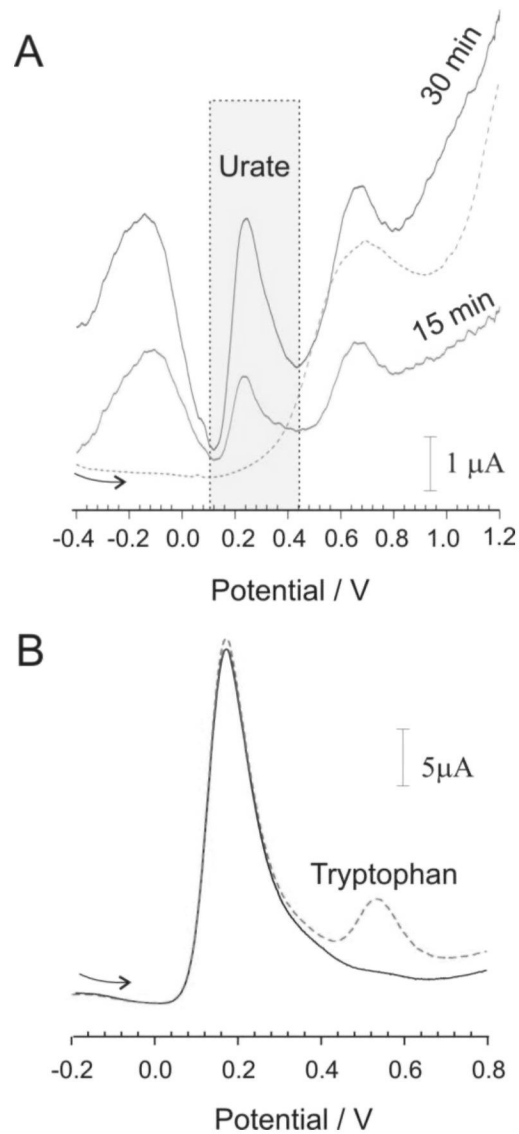 A
30 min
Urate
15 min
1 μA
-0.4 -0.2 0.0 0.2 0.4 0.6 0.8 1.0 1.2
Potential / V
B
5μA
Tryptophan
-0.2 0.0 0.2 0.4 0.6 0.8
Potential / V